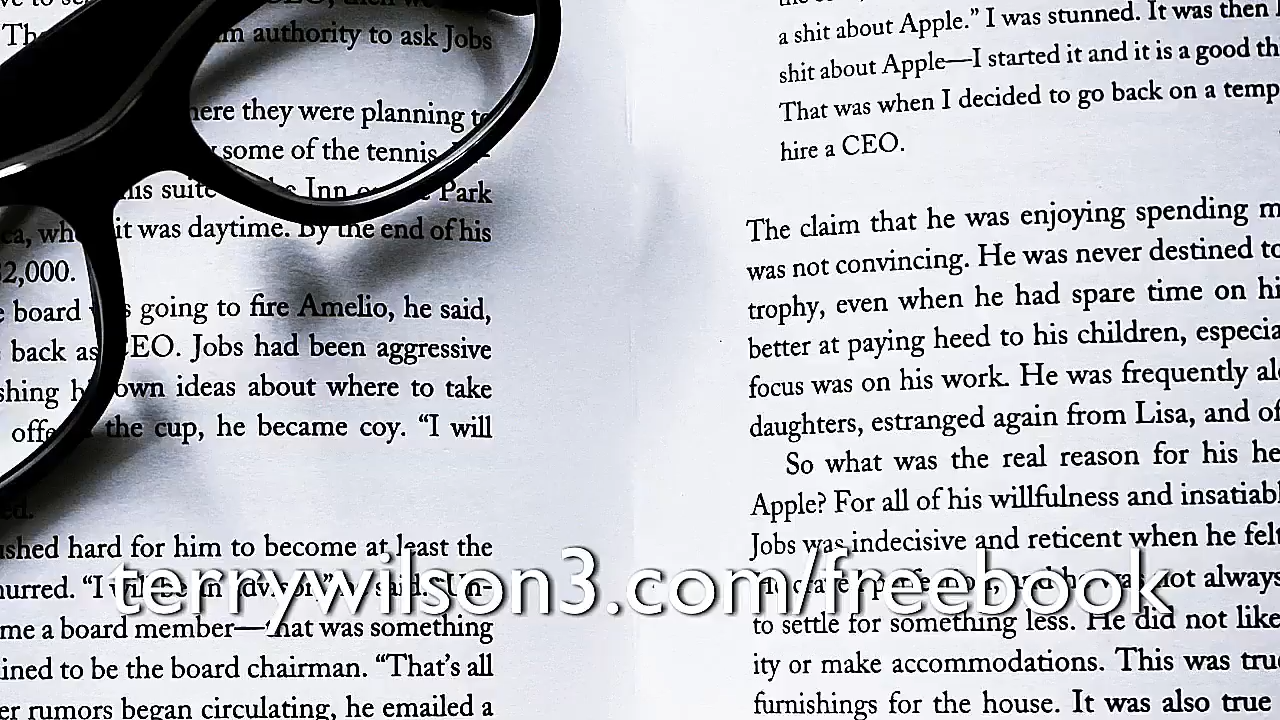 authority to ask Jobs
here they were planning to
some of the tennis
his suite Inn Park
it was daytime. By the end of his
2,000.
board going to fire Amelio, he said,
back as CEO. Jobs had been aggressive
own ideas about where to take
the cup, he became coy. “I will
hard for him to become at least the
me a board member—that was something
to be the board chairman. “That’s all
rumors began circulating, he emailed a
a shit about Apple.” I was stunned. It was then I
shit about Apple—I started it and it is a good th
That was when I decided to go back on a temp
hire a CEO.
The claim that he was enjoying spending m
was not convincing. He was never destined to
trophy, even when he had spare time on hi
better at paying heed to his children, especia
focus was on his work. He was frequently alo
daughters, estranged again from Lisa, and of
So what was the real reason for his he
Apple? For all of his willfulness and insatiabl
Jobs was indecisive and reticent when he felt
not always
to settle for something less. He did not like
ity or make accommodations. This was true
furnishings for the house. It was also true
terrywilson3.com/freebook